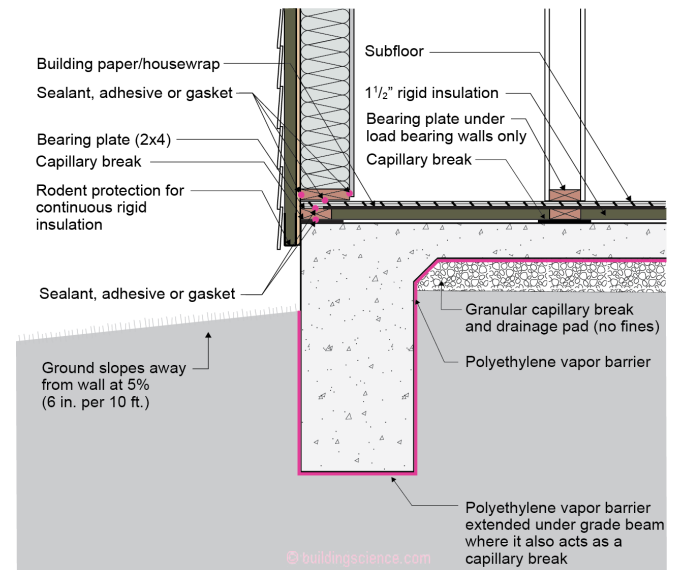 Building paper/housewrap
Sealant, adhesive or gasket
Bearing plate (2x4)
Capillary break
Rodent protection for
continuous rigid
insulation
Sealant, adhesive or gasket
Ground slopes away
from wall at 5%
(6 in. per 10 ft.)
Subfloor
1 1/2” rigid insulation
Bearing plate under
load bearing walls only
Capillary break
Granular capillary break
and drainage pad (no fines)
Polyethylene vapor barrier
Polyethylene vapor barrier
extended under grade beam
where it also acts as a
capillary break
© buildingscience.com